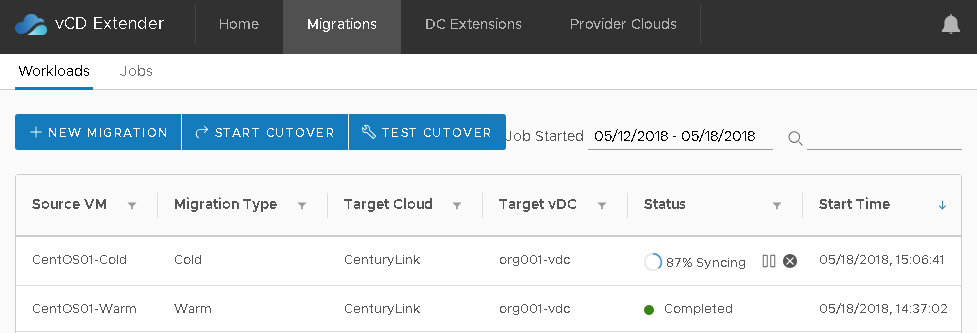 vCD Extender Home Migrations DC Extensions Provider Clouds
Workloads Jobs
+ NEW MIGRATION START CUTOVER TEST CUTOVER Job Started 05/12/2018 - 05/18/2018
Source VM Migration Type Target Cloud Target vDC Status Start Time
CentOS01-Cold Cold CenturyLink org001-vdc 87% Syncing 05/18/2018, 15:06:41
CentOS01-Warm Warm CenturyLink org001-vdc Completed 05/18/2018, 14:37:02